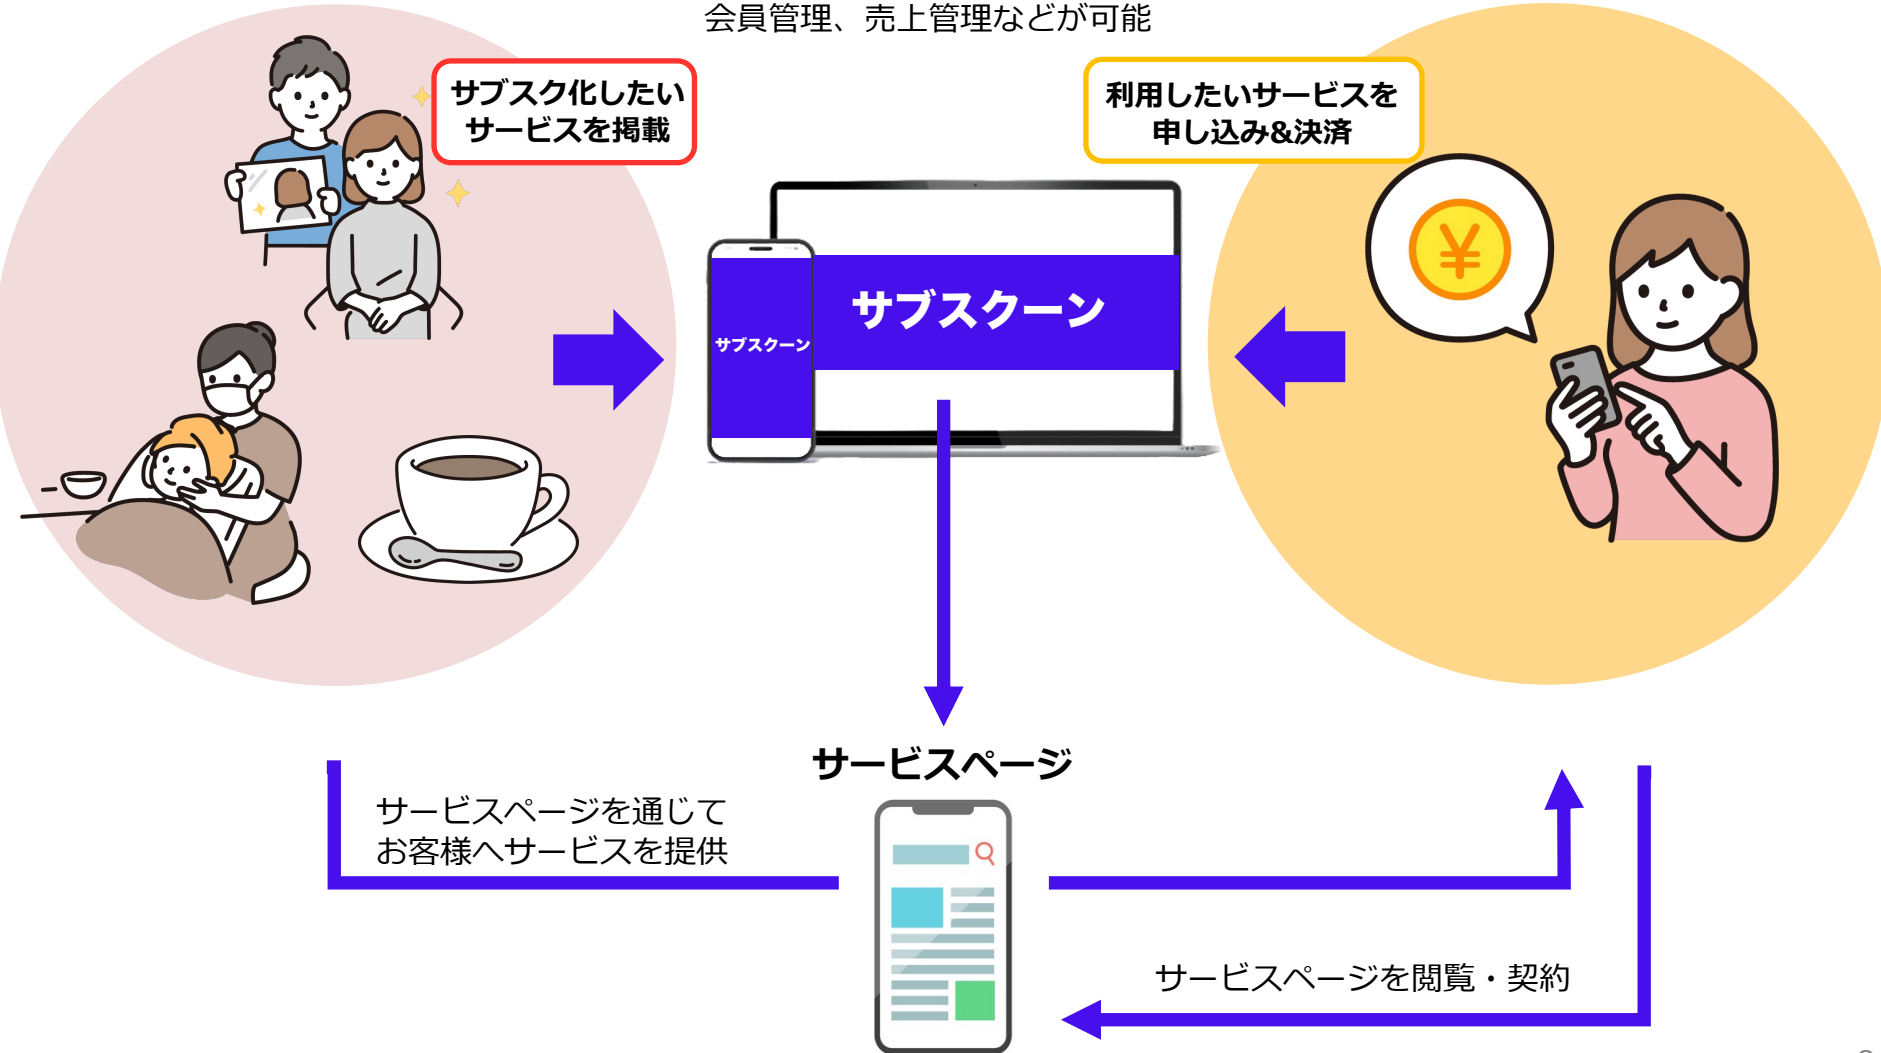 会員管理、売上管理などが可能
サブスク化したい
サービスを掲載
利用したいサービスを
申し込み&決済
サブスクーン
サブスクーン
サービスページ
サービスページを通じて
お客様へサービスを提供
サービスページを閲覧・契約